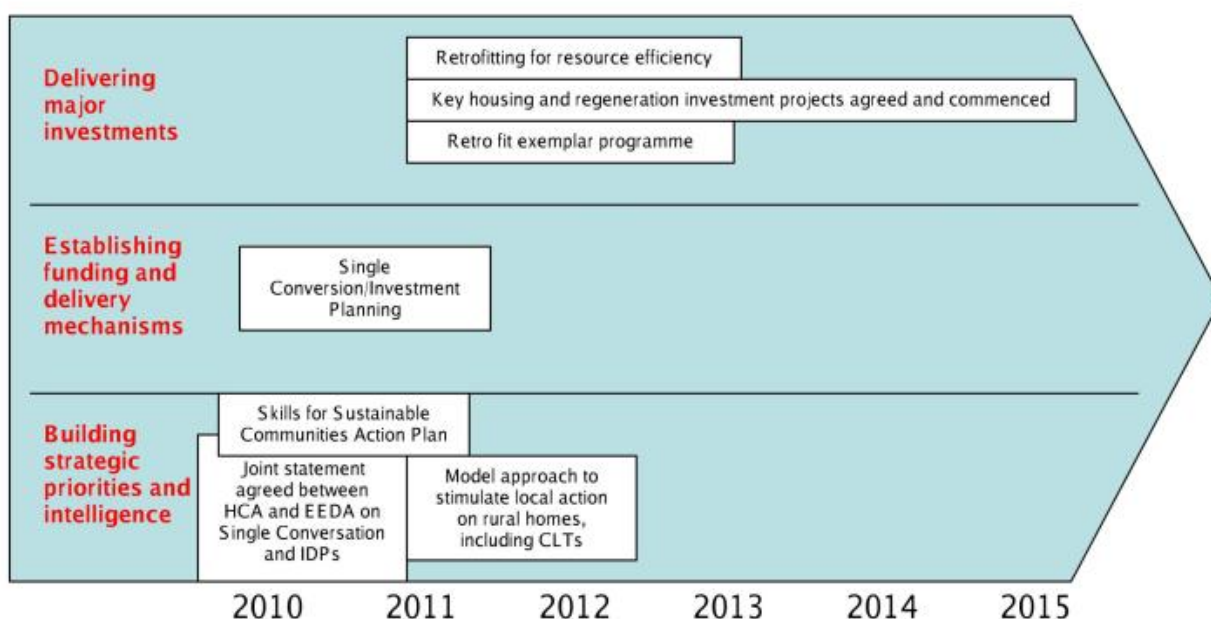 Delivering
major
investments
Retrofitting for resource efficiency
Key housing and regeneration investment projects agreed and commenced
Retro fit exemplar programme
Establishing
funding and
delivery
mechanisms
Single
Conversion/Investment
Planning
Building
strategic
priorities and
intelligence
Skills for Sustainable
Communities Action Plan
Joint statement
agreed between
HCA and EEDA on
Single Conversation
and IDPs
Model approach to
stimulate local action
on rural homes,
including CLTs
2010 2011 2012 2013 2014 2015